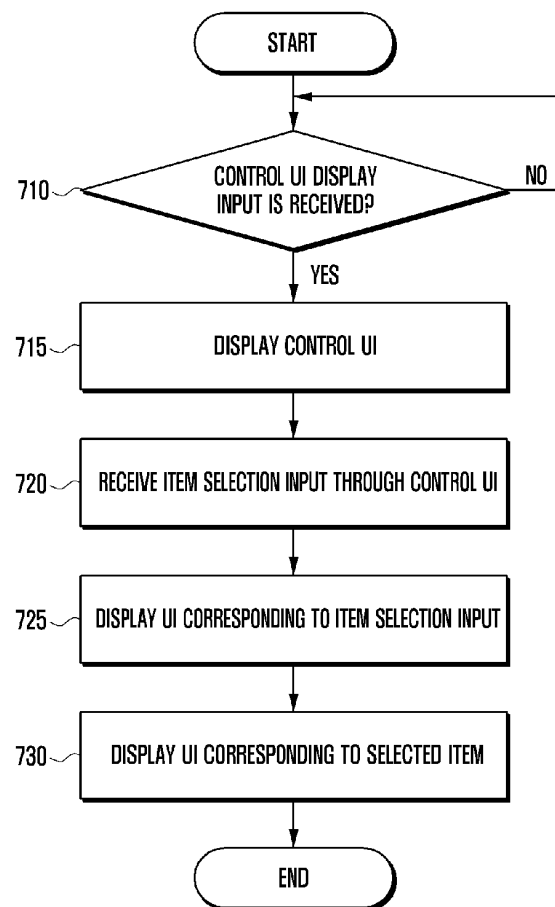 START
710
CONTROL UI DISPLAY
INPUT IS RECEIVED?
NO
YES
715
DISPLAY CONTROL UI
720
RECEIVE ITEM SELECTION INPUT THROUGH CONTROL UI
725
DISPLAY UI CORRESPONDING TO ITEM SELECTION INPUT
730
DISPLAY UI CORRESPONDING TO SELECTED ITEM
END